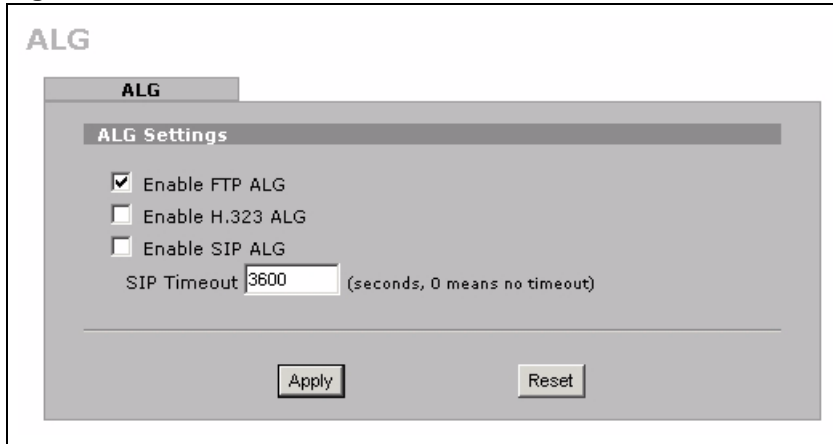 ALG
ALG
ALG Settings
Enable FTP ALG
Enable H.323 ALG
Enable SIP ALG
SIP Timeout 3600 (seconds, 0 means no timeout)
Apply Reset